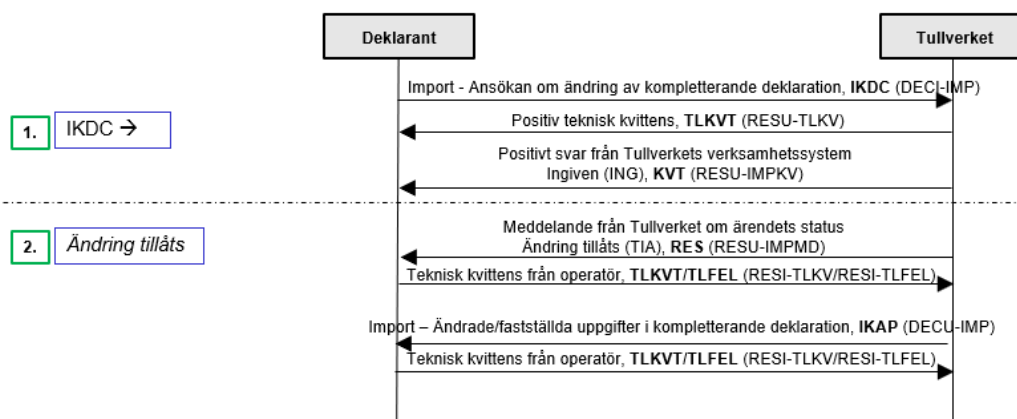 Deklarant
Tullverket
Import - Ansökan om ändring av kompletterande deklaration, IKDC (DECI-IMP)
1.
IKDC →
Positiv teknisk kvittens, TLKVT (RESU-TLKV)
Positivt svar från Tullverkets verksamhetssystem
Ingiven (ING), KVT (RESU-IMPKV)
2.
Ändring tillåts
Meddelande från Tullverket om ärendets status
Ändring tillåts (TIA), RES (RESU-IMPMD)
Teknisk kvittens från operatör, TLKVT/TLFEL (RESI-TLKV/RESI-TLFEL)
Import – Ändrade/fastställda uppgifter i kompletterande deklaration, IKAP (DECU-IMP)
Teknisk kvittens från operatör, TLKVT/TLFEL (RESI-TLKV/RESI-TLFEL)